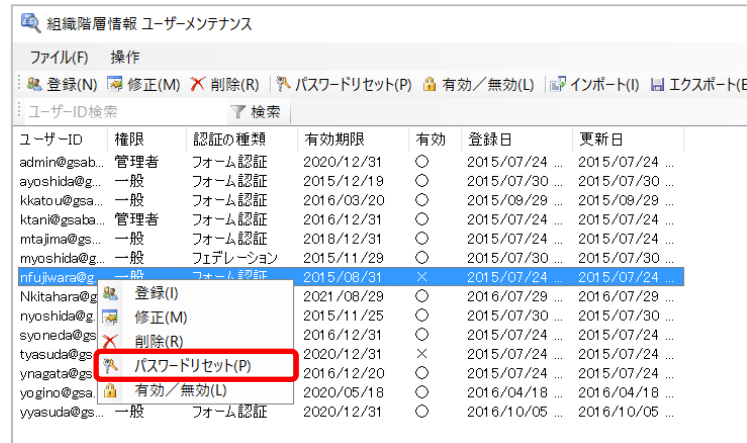 組織階層情報 ユーザーメンテナンス
ファイル(F) 操作
登録(N) 修正(M) 削除(R) パスワードリセット(P) 有効／無効(L) インポート(I) エクスポート(E
ユーザーID検索 検索
ユーザーID 権限 認証の種類 有効期限 有効 登録日 更新日
admin@gsab... 管理者 フォーム認証 2020/12/31 ○ 2015/07/24 ... 2015/07/24 ...
ayoshida@g... 一般 フォーム認証 2015/12/19 ○ 2015/07/30 ... 2015/07/30 ...
kkatou@gsa... 一般 フォーム認証 2016/03/20 ○ 2015/09/29 ... 2015/09/29 ...
ktani@gsaba... 管理者 フォーム認証 2016/12/31 ○ 2015/07/24 ... 2015/07/24 ...
mtajima@gs... 一般 フォーム認証 2018/12/31 ○ 2015/07/24 ... 2015/07/24 ...
myoshida@g... 一般 フェデレーション 2015/11/29 ○ 2015/07/30 ... 2015/07/30 ...
nfujiwara@g... 一般 フォーム認証 2015/08/31 × 2015/07/24 ... 2015/07/24 ...
Nkitahara@g 登録(I) 2021/08/29 ○ 2016/07/29 ... 2016/07/29 ...
nyoshida@g. 修正(M) 2015/11/25 ○ 2015/07/30 ... 2015/07/30 ...
syoneda@gs 削除(R) 2016/12/31 ○ 2015/07/24 ... 2015/07/24 ...
tyasuda@gs 2020/12/31 × 2015/07/24 ... 2015/07/24 ...
パスワードリセット(P)
ynagata@gs 2016/12/20 ○ 2015/07/24 ... 2015/07/24 ...
yogino@gsa. 有効／無効(L) 2020/05/18 ○ 2016/04/18 ... 2016/04/18 ...
yyasuda@gs... 一般 フォーム認証 2020/12/31 ○ 2016/10/05 ... 2016/10/05 ...